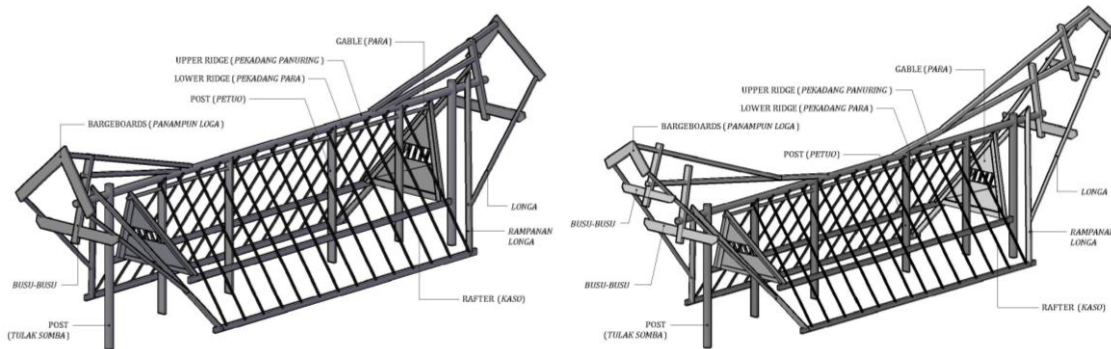 GABLE (PARA)
UPPER RIDGE (PEKADANG PANURING )
LOWER RIDGE (PEKADANG PARA)
POST (PETUO)
BARGEBOARDS (PANAMPUN LOGA )
LONGA
RAMPANAN
LONGA
BUSU-BUSU
RAFTER (KASO)
POST
(TULAK SOMBA)
GABLE (PARA)
UPPER RIDGE (PEKADANG PANURING )
LOWER RIDGE (PEKADANG PARA)
BARGEBOARDS (PANAMPUN LOGA )
POST (PETUO)
LONGA
BUSU-BUSU
RAMPANAN
LONGA
BUSU-BUSU
RAFTER (KASO)
POST
(TULAK SOMBA)